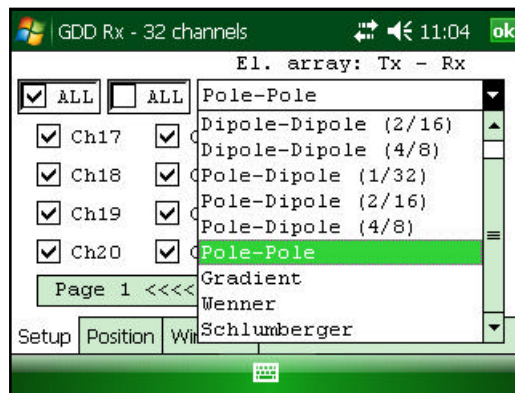 GDD Rx - 32 channels 11:04 ok
El. array: Tx - Rx
ALL ALL Pole-Pole
Dipole-Dipole (2/16)
Dipole-Dipole (4/8)
Ch17
Pole-Dipole (1/32)
Ch18
Pole-Dipole (2/16)
Ch19
Pole-Dipole (4/8)
Ch20
Pole-Pole
Gradient
Page 1 <<<<
Wenner
Schlumberger
Setup Position